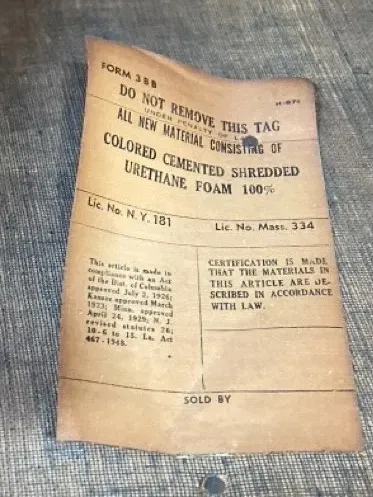 FORM 3BB
DO NOT REMOVE THIS TAG
UNDER PENALTY OF LAW
ALL NEW MATERIAL CONSISTING OF
COLORED CEMENTED SHREDDED
URETHANE FOAM 100%
Lic. No. N.Y. 181
Lic. No. Mass. 334
This article is made in
compliance with an Act
of the Dist. of Columbia
approved July 2, 1926;
Kansas approved March
1923; Minn. approved
April 24, 1929; N. J.
revised statutes 26;
10-6 to 18. La. Act
467-1948.
CERTIFICATION IS MADE
THAT THE MATERIALS IN
THIS ARTICLE ARE DE-
SCRIBED IN ACCORDANCE
WITH LAW.
SOLD BY